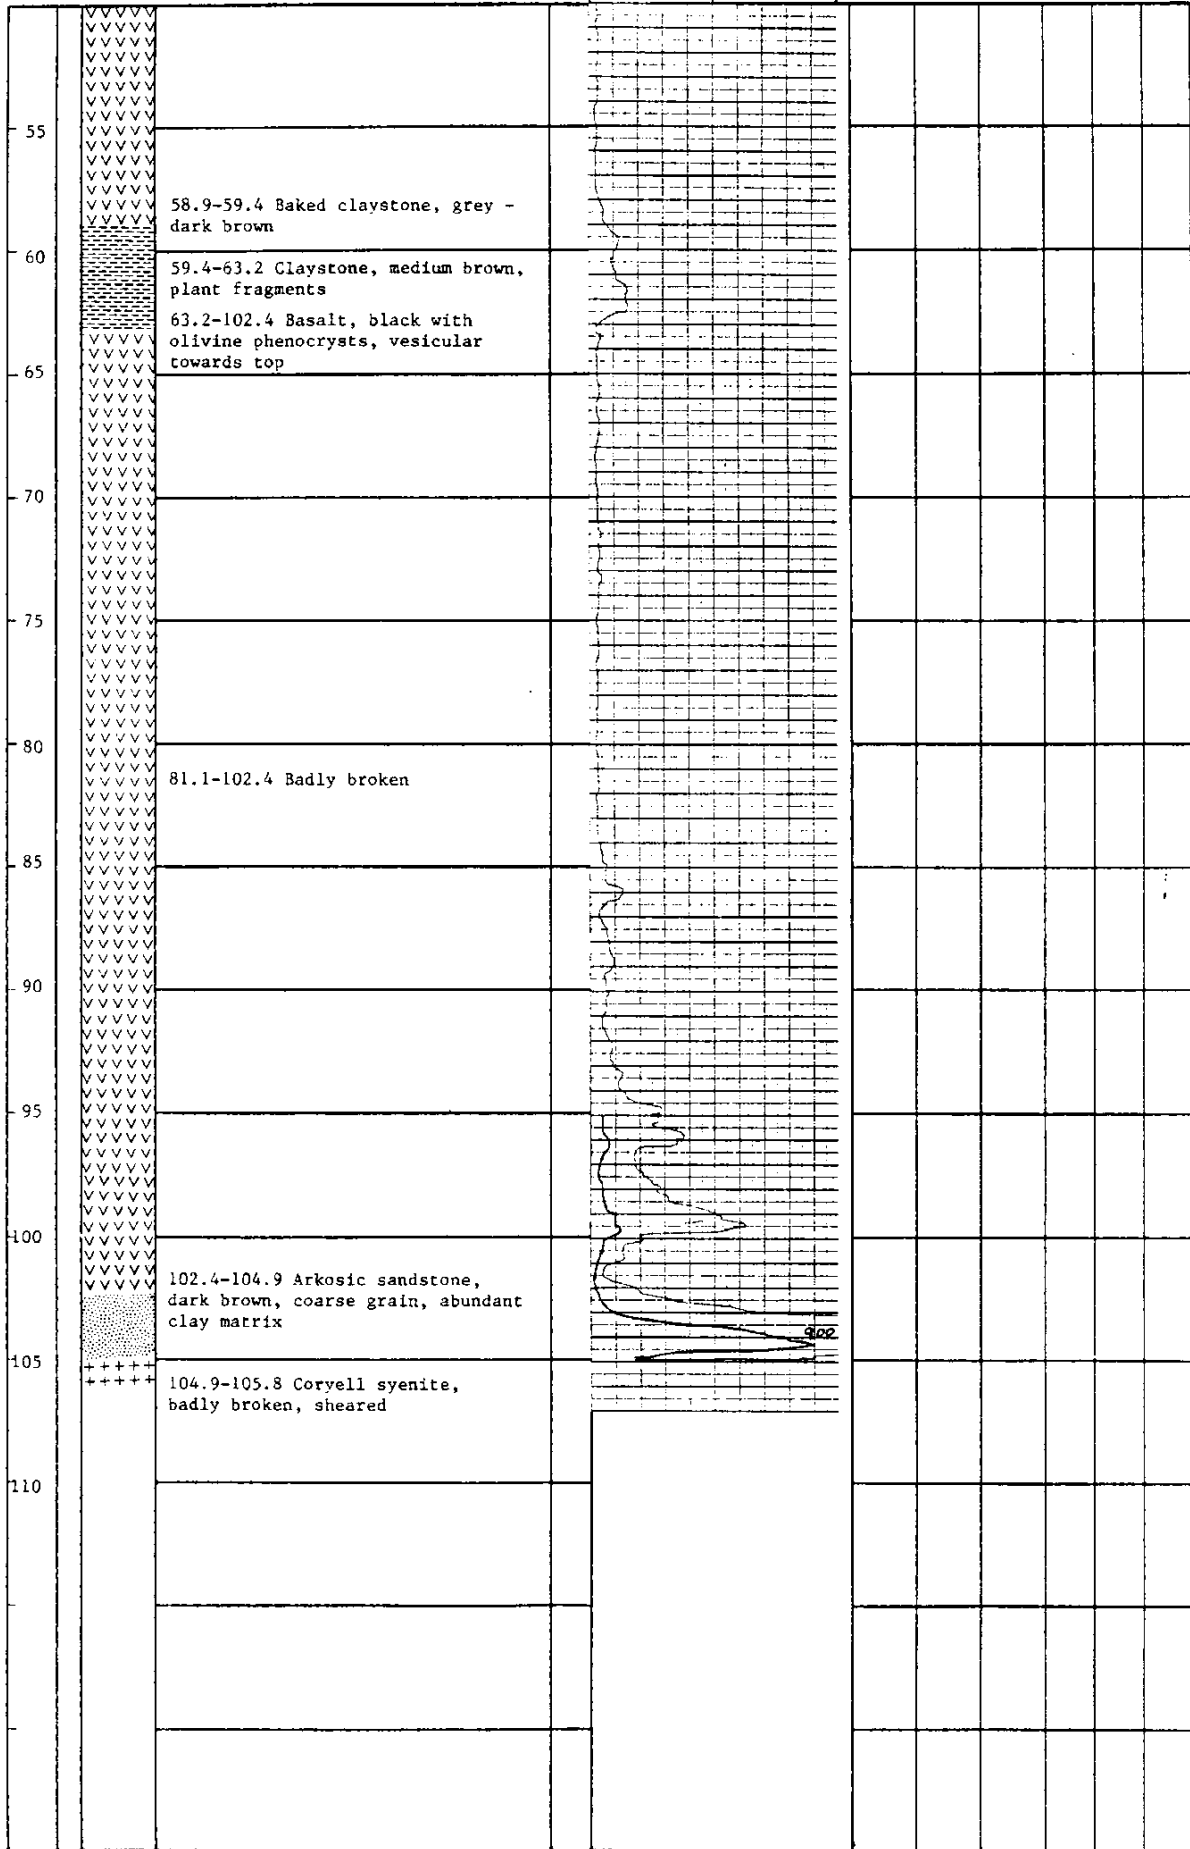 55
58.9-59.4 Baked claystone, grey -
dark brown
60
59.4-63.2 Claystone, medium brown,
plant fragments
63.2-102.4 Basalt, black with
olivine phenocrysts, vesicular
towards top
65
70
75
80
81.1-102.4 Badly broken
85
90
95
100
102.4-104.9 Arkosic sandstone,
dark brown, coarse grain, abundant
clay matrix
900
105
104.9-105.8 Coryell syenite,
badly broken, sheared
110